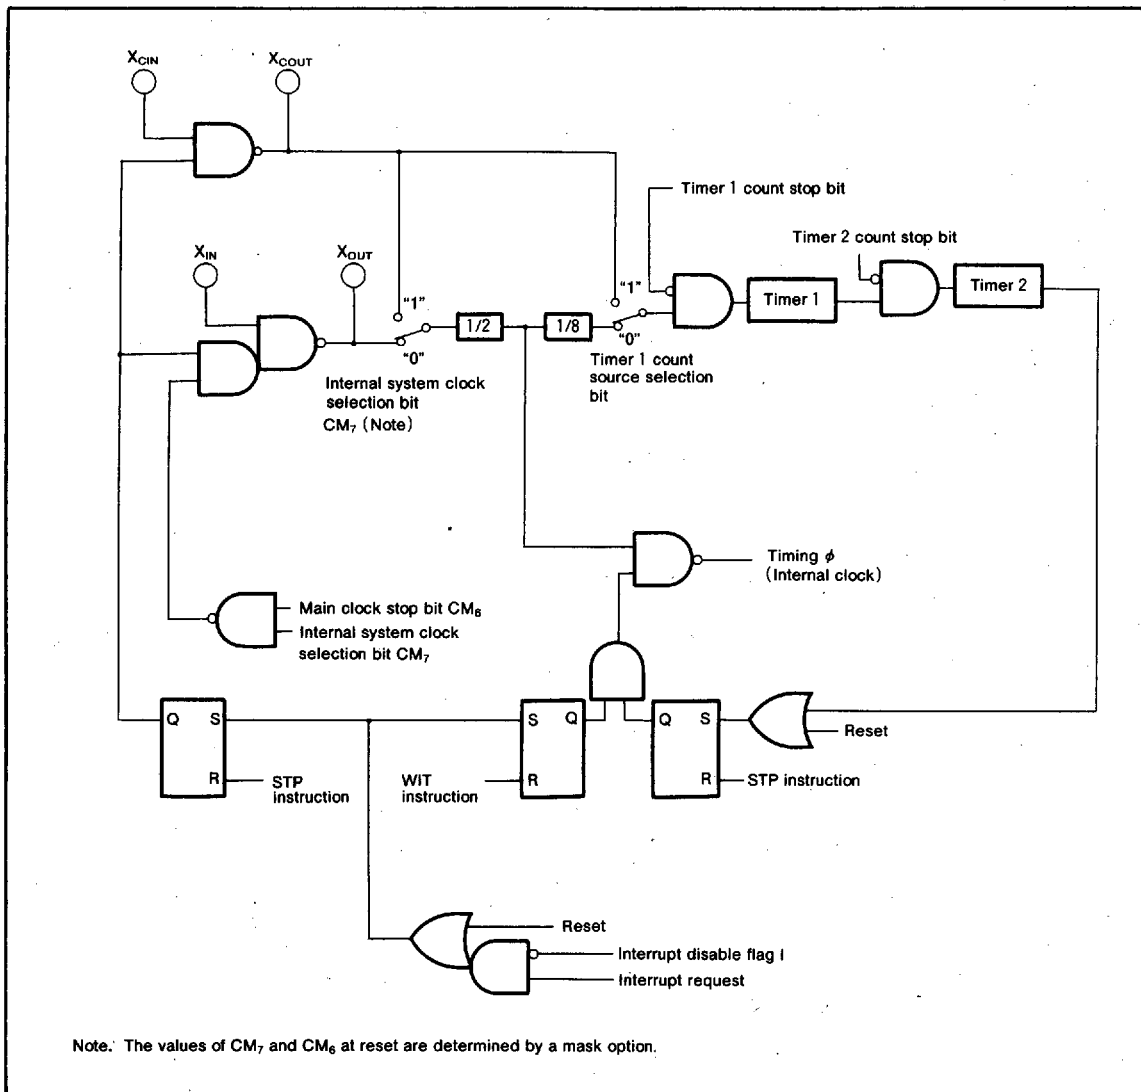 X_CIN
X_COUT
Timer 1 count stop bit
Timer 2 count stop bit
X_IN
X_OUT
"1"
"1"
Timer 1
Timer 2
1/2
1/8
"0"
"0"
Internal system clock
selection bit
CM₇ (Note)
Timer 1 count
source selection
bit
Timing ϕ
(Internal clock)
Main clock stop bit CM₆
Internal system clock
selection bit CM₇
Q S
R
STP
instruction
S Q
R
WIT
instruction
Q S
R
Reset
STP instruction
Reset
Interrupt disable flag I
Interrupt request
Note. The values of CM₇ and CM₆ at reset are determined by a mask option.